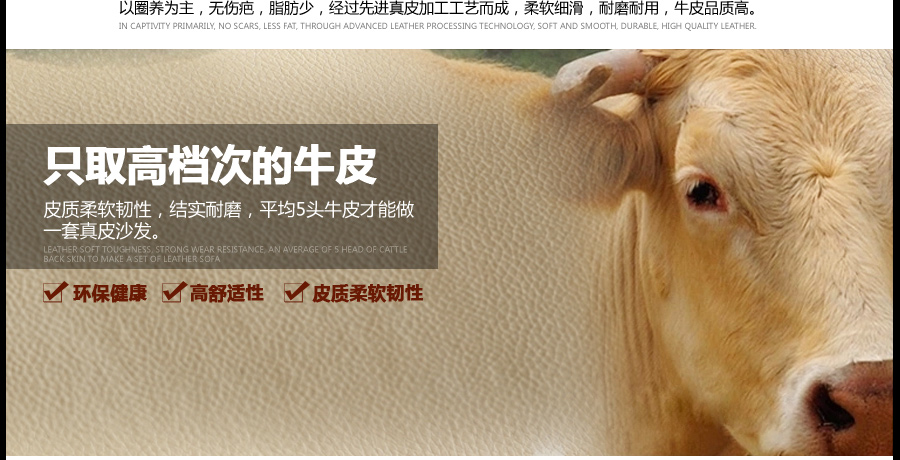 以圈养为主，无伤疤，脂肪少，经过先进真皮加工工艺而成，柔软细滑，耐磨耐用，牛皮品质高。
IN CAPTIVITY PRIMARILY, NO SCARS, LESS FAT, THROUGH ADVANCED LEATHER PROCESSING TECHNOLOGY, SOFT AND SMOOTH, DURABLE, HIGH QUALITY LEATHER.
只取高档次的牛皮
皮质柔软韧性，结实耐磨，平均5头牛皮才能做
一套真皮沙发。
LEATHER SOFT TOUGHNESS, STRONG WEAR RESISTANCE, AN AVERAGE OF 5 HEAD OF CATTLE
BACK SKIN TO MAKE A SET OF LEATHER SOFA
环保健康 高舒适性 皮质柔软韧性